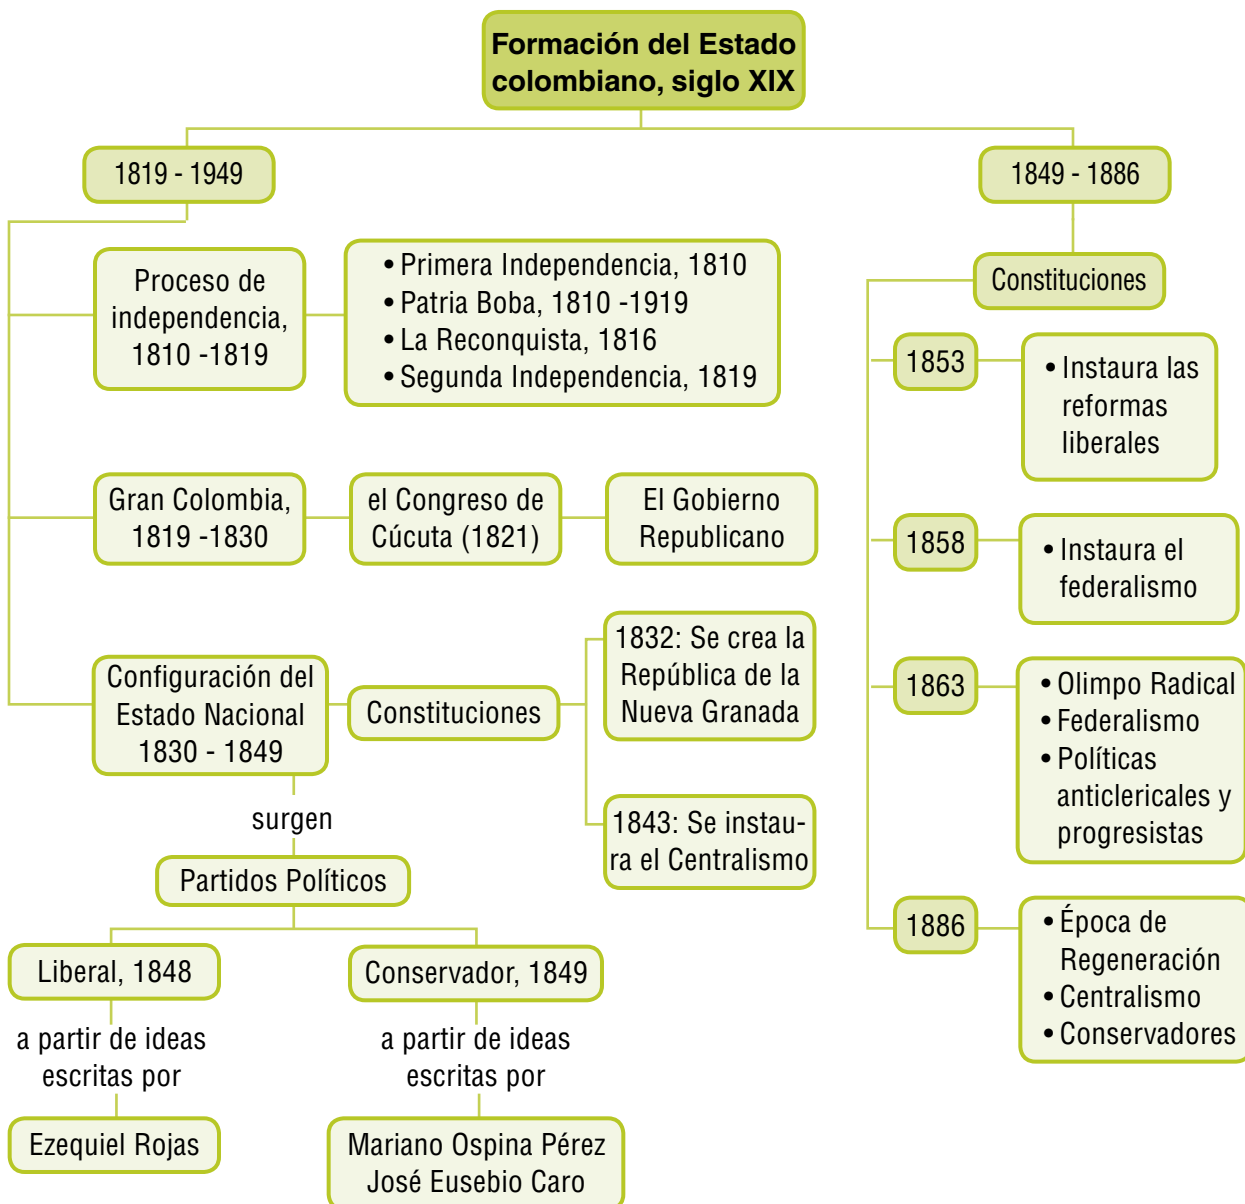 Formación del Estado
colombiano, siglo XIX
1819 - 1949
Proceso de
independencia,
1810 -1819
• Primera Independencia, 1810
• Patria Boba, 1810 -1919
• La Reconquista, 1816
• Segunda Independencia, 1819
Gran Colombia,
1819 -1830
el Congreso de
Cúcuta (1821)
El Gobierno
Republicano
Configuración del
Estado Nacional
1830 - 1849
Constituciones
1832: Se crea la
República de la
Nueva Granada
1843: Se instau-
ra el Centralismo
surgen
Partidos Políticos
Liberal, 1848
a partir de ideas
escritas por
Ezequiel Rojas
Conservador, 1849
a partir de ideas
escritas por
Mariano Ospina Pérez
José Eusebio Caro
1849 - 1886
Constituciones
1853
• Instaura las
reformas
liberales
1858
• Instaura el
federalismo
1863
• Olimpo Radical
• Federalismo
• Políticas
anticlericales y
progresistas
1886
• Época de
Regeneración
• Centralismo
• Conservadores